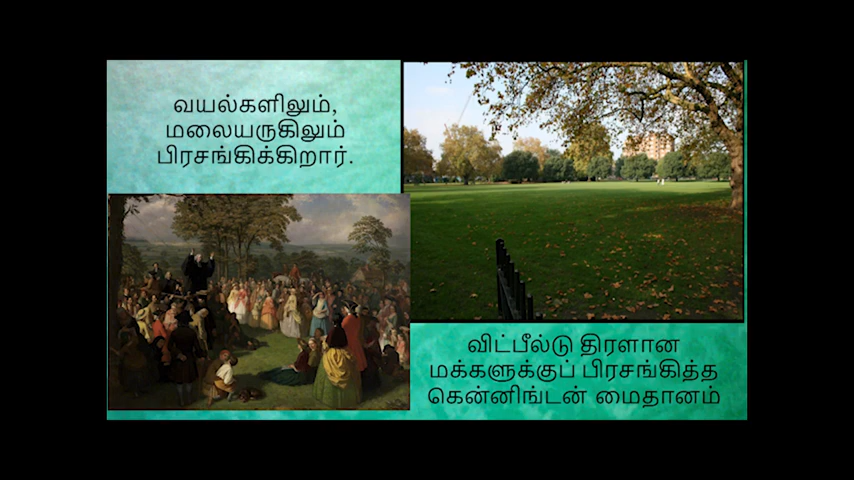 வயல்களிலும்,
மலையருகிலும்
பிரசங்கிக்கிறார்.
விட்பீல்டு திரளான
மக்களுக்குப் பிரசங்கித்த
கென்னிங்டன் மைதானம்